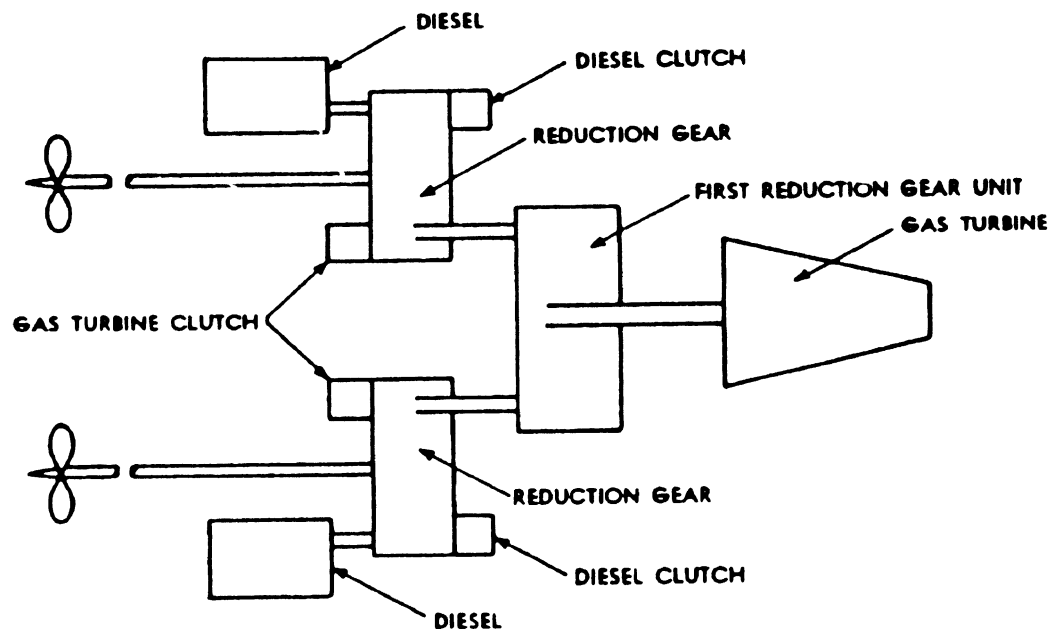 DIESEL
DIESEL CLUTCH
REDUCTION GEAR
FIRST REDUCTION GEAR UNIT
GAS TURBINE
GAS TURBINE CLUTCH
REDUCTION GEAR
DIESEL CLUTCH
DIESEL